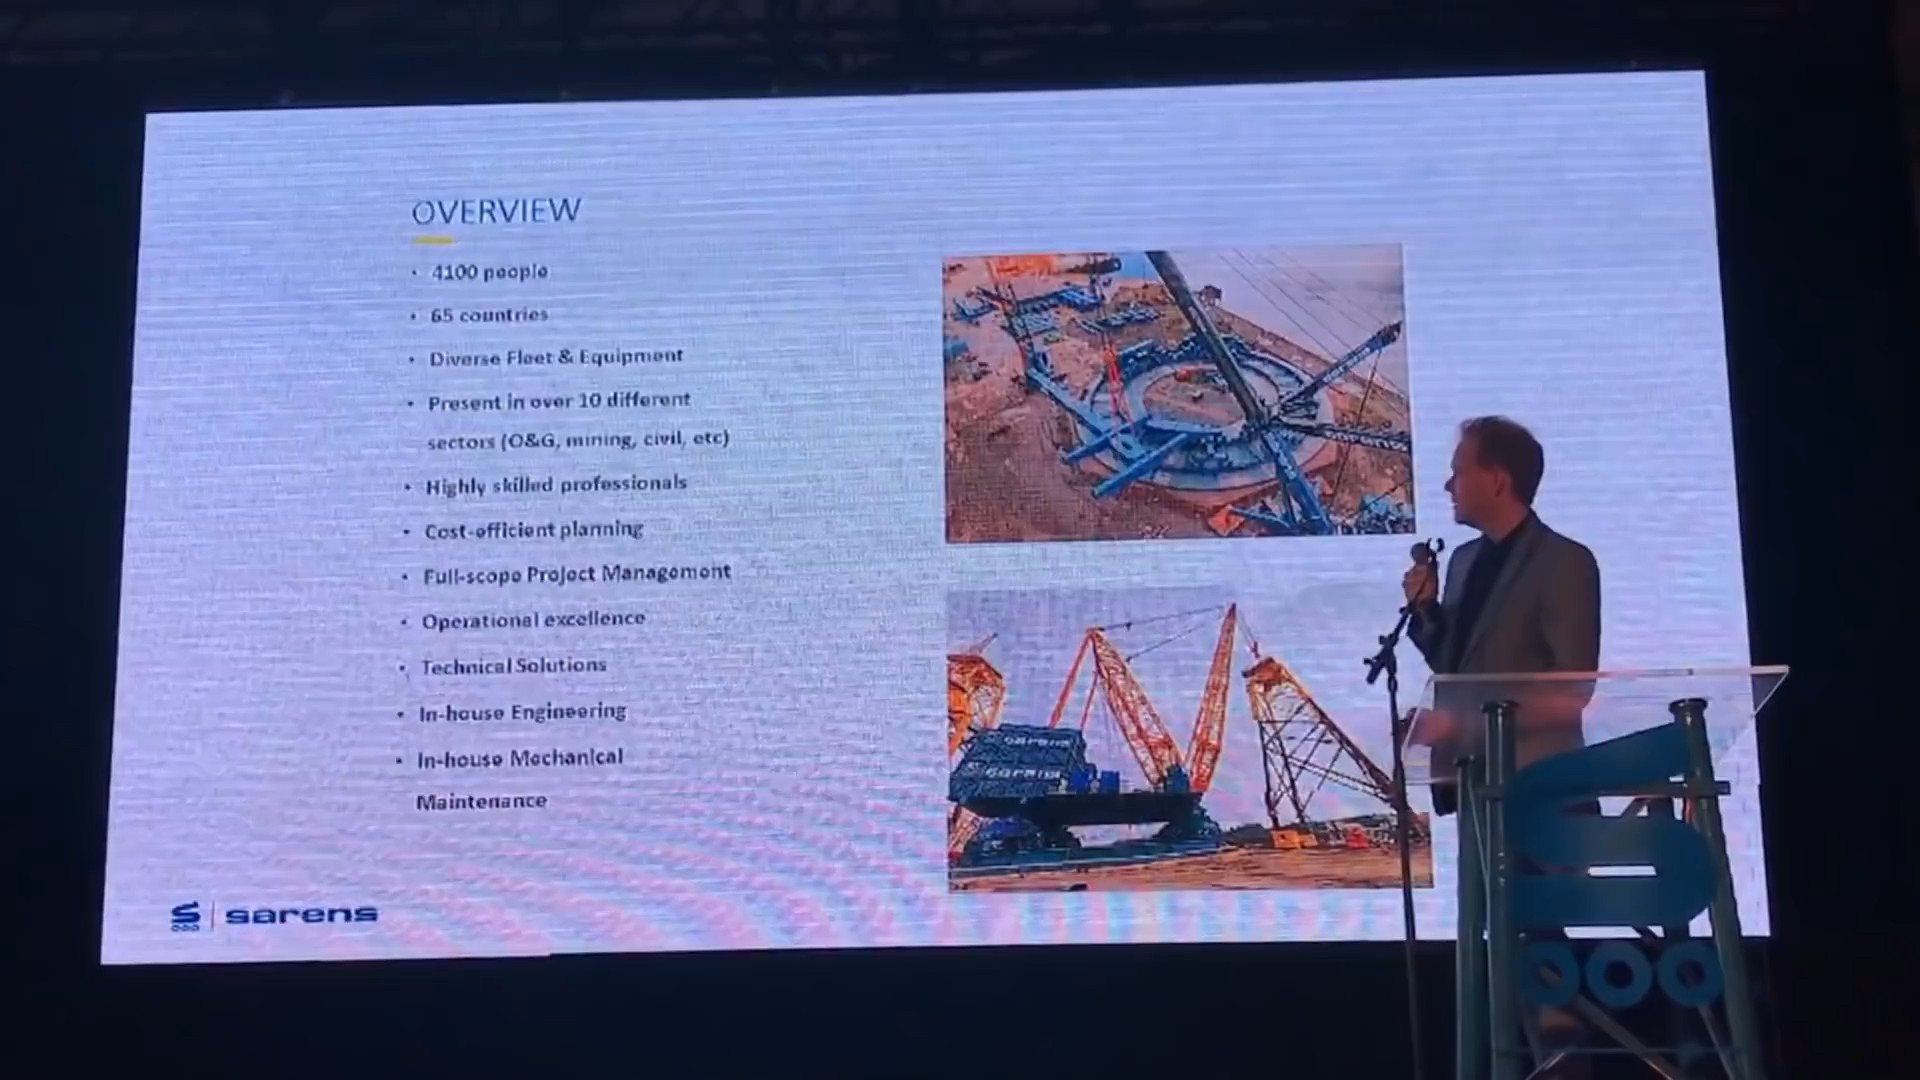 OVERVIEW
• 4100 people
• 65 countries
• Diverse Fleet & Equipment
• Present in over 10 different
sectors (O&G, mining, civil, etc)
• Highly skilled professionals
• Cost-efficient planning
• Full-scope Project Management
• Operational excellence
• Technical Solutions
• In-house Engineering
• In-house Mechanical
Maintenance
sarens
sarens
sarens